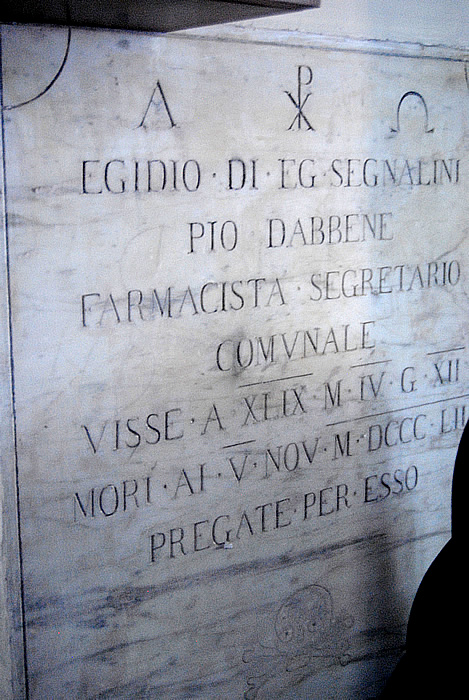 Α ☧ Ω
EGIDIO · DI · EG · SEGNALINI
PIO DABBENE
FARMACISTA · SEGRETARIO
COMVNALE
VISSE · A · XLIX · M · IV · G · XII
MORI · AI · V · NOV · M · DCCC · LII
PREGATE · PER · ESSO